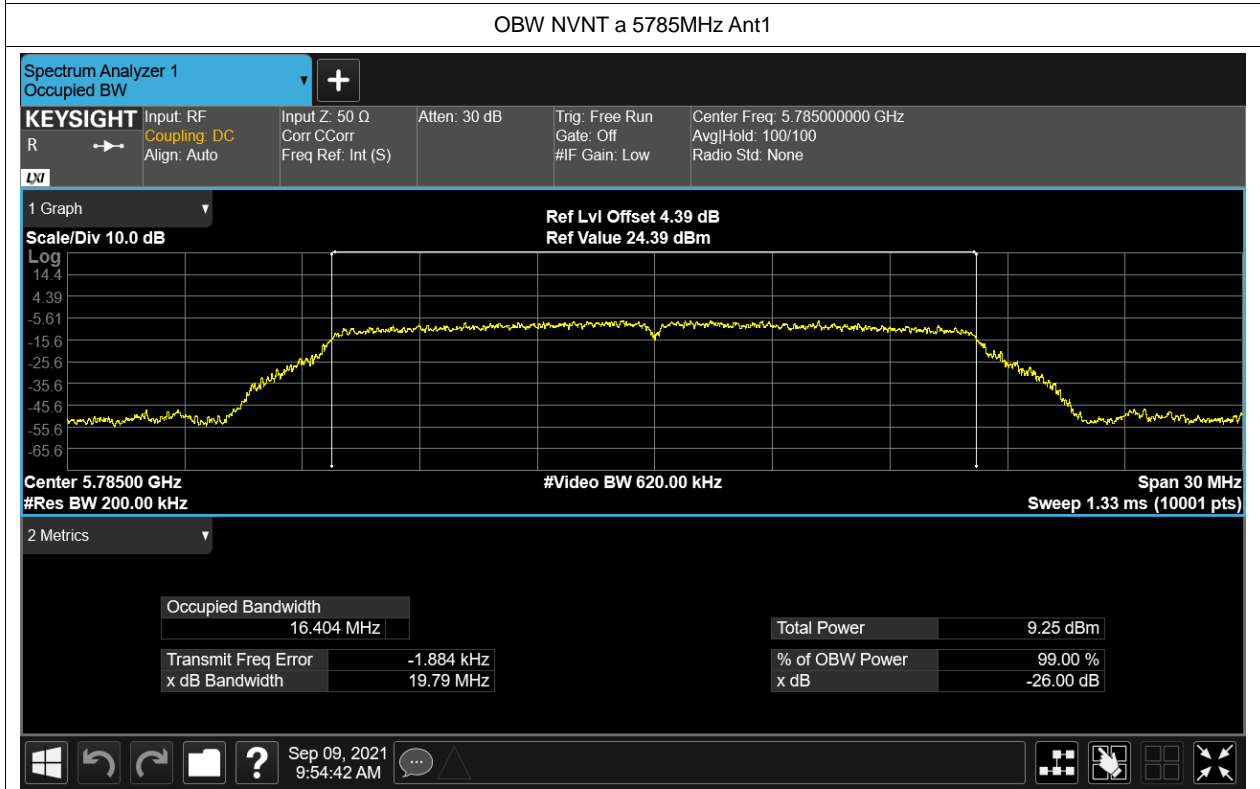 OBW NVNT a 5785MHz Ant1
Spectrum Analyzer 1
Occupied BW
KEYSIGHT
R
LXI
Input: RF
Coupling: DC
Align: Auto
Input Z: 50 Ω
Corr CCorr
Freq Ref: Int (S)
Atten: 30 dB
Trig: Free Run
Gate: Off
#IF Gain: Low
Center Freq: 5.785000000 GHz
Avg|Hold: 100/100
Radio Std: None
1 Graph
Scale/Div 10.0 dB
Ref Lvl Offset 4.39 dB
Ref Value 24.39 dBm
Log
14.4
4.39
-5.61
-15.6
-25.6
-35.6
-45.6
-55.6
-65.6
Center 5.78500 GHz
#Video BW 620.00 kHz
Span 30 MHz
#Res BW 200.00 kHz
Sweep 1.33 ms (10001 pts)
2 Metrics
Occupied Bandwidth
16.404 MHz
Total Power 9.25 dBm
Transmit Freq Error -1.884 kHz
% of OBW Power 99.00 %
x dB Bandwidth 19.79 MHz
x dB -26.00 dB
?
Sep 09, 2021
9:54:42 AM